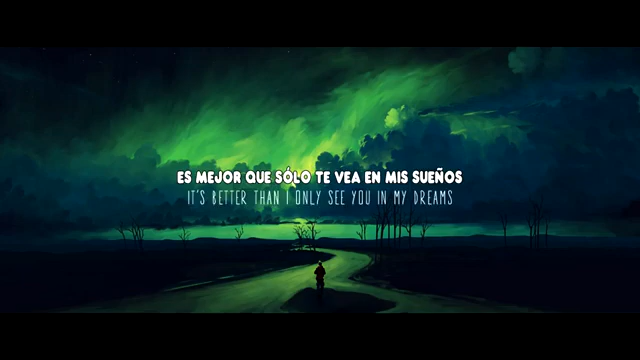 ES MEJOR QUE SÓLO TE VEA EN MIS SUEÑOS
IT'S BETTER THAN I ONLY SEE YOU IN MY DREAMS